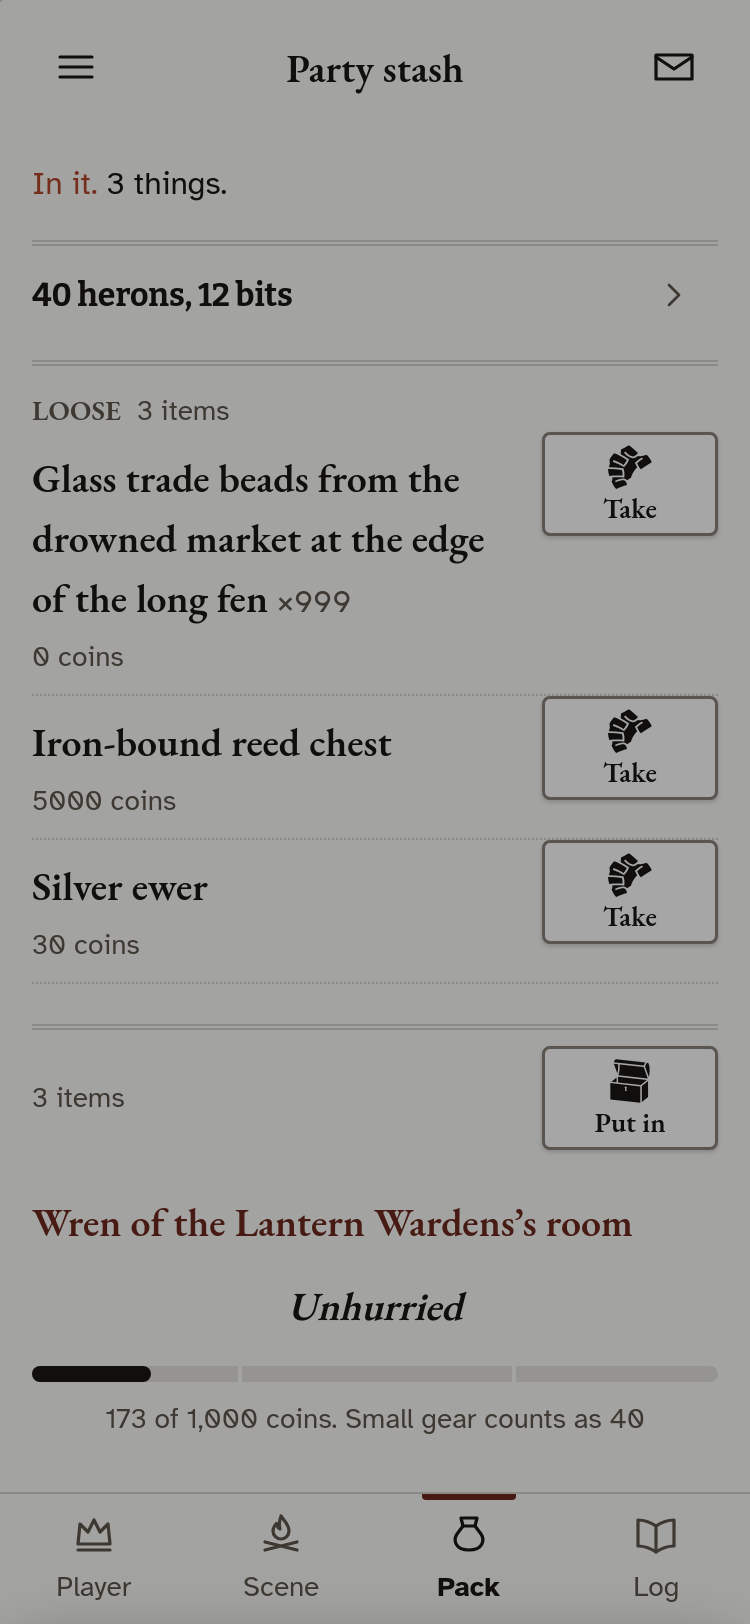 Party stash
In it. 3 things.
40 herons, 12 bits
LOOSE 3 items
Glass trade beads from the
drowned market at the edge
of the long fen ×999
Take
0 coins
Iron-bound reed chest
Take
5000 coins
Silver ewer
Take
30 coins
3 items
Put in
Wren of the Lantern Wardens’s room
Unhurried
173 of 1,000 coins. Small gear counts as 40
Player
Scene
Pack
Log